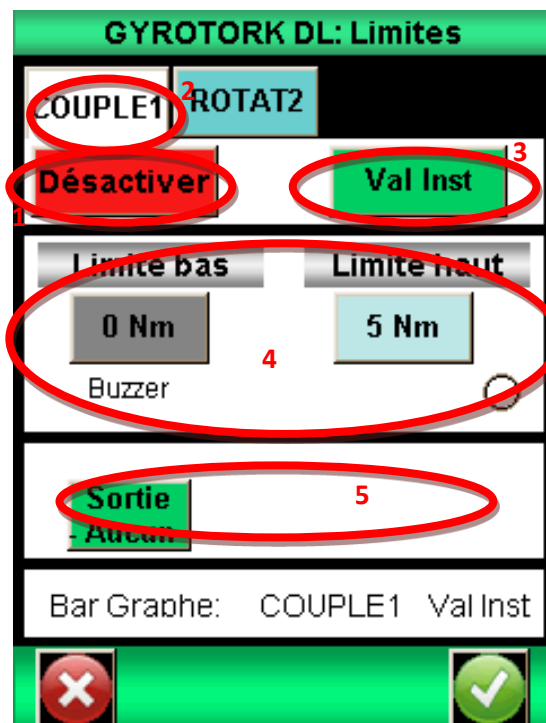 GYROTORK DL: Limites
COUPLE1 2 ROTAT2
3
Désactiver Val Inst
1
Limite bas Limite haut
0 Nm 5 Nm
4
Buzzer
5
Sortie
- Aucun
Bar Graphe: COUPLE1 Val Inst